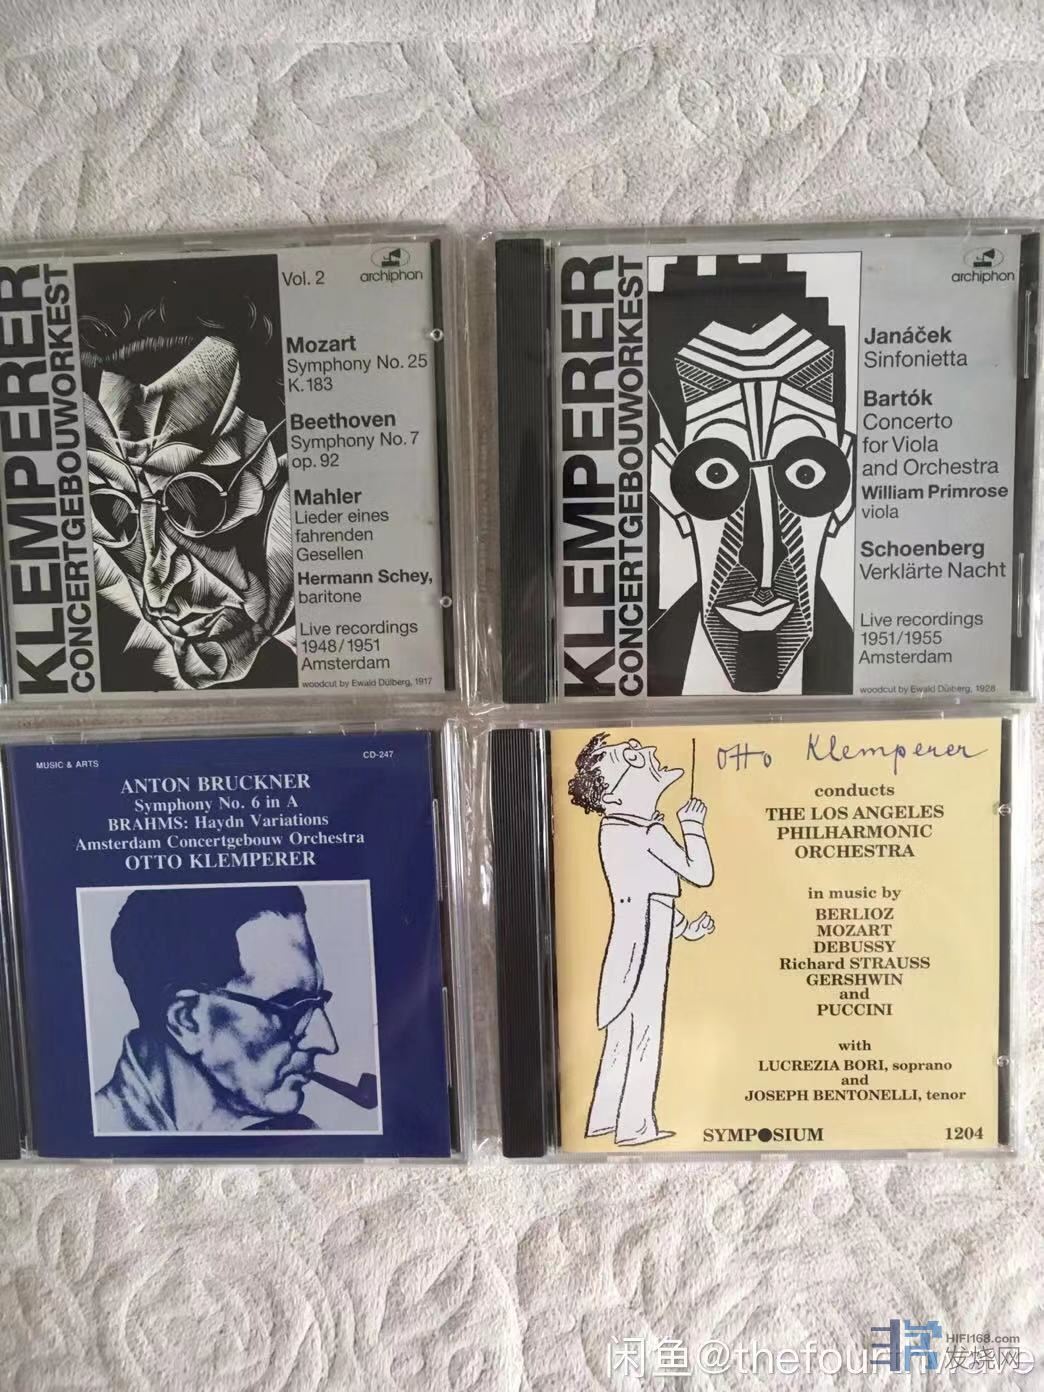 KLEMPERER
CONCERTGEBOUWORKEST
Vol. 2
archiphon
Mozart
Symphony No. 25
K. 183
Beethoven
Symphony No. 7
op. 92
Mahler
Lieder eines
fahrenden
Gesellen
Hermann Schey,
baritone
Live recordings
1948/1951
Amsterdam
woodcut by Ewald Dülberg, 1917
KLEMPERER
CONCERTGEBOUWORKEST
archiphon
Janáček
Sinfonietta
Bartók
Concerto
for Viola
and Orchestra
William Primrose
viola
Schoenberg
Verklärte Nacht
Live recordings
1951/1955
Amsterdam
woodcut by Ewald Dülberg, 1928
MUSIC & ARTS
CD-247
ANTON BRUCKNER
Symphony No. 6 in A
BRAHMS: Haydn Variations
Amsterdam Concertgebouw Orchestra
OTTO KLEMPERER
Otto Klemperer
conducts
THE LOS ANGELES
PHILHARMONIC
ORCHESTRA
in music by
BERLIOZ
MOZART
DEBUSSY
Richard STRAUSS
GERSHWIN
and
PUCCINI
with
LUCREZIA BORI, soprano
and
JOSEPH BENTONELLI, tenor
SYMPOSIUM
1204
HIFI168.com
发烧网
闲鱼@thefourthwave